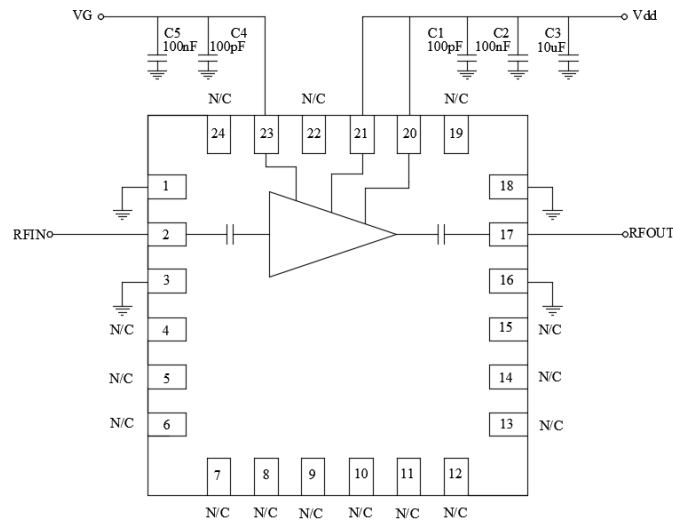 VG C5 C4 C1 C2 C3 Vdd
100nF 100pF 100pF 100nF 10uF
N/C N/C N/C
24 23 22 21 20 19
1 18
RFIN 2 17 RFOUT
3 16
N/C 4 15 N/C
N/C 5 14 N/C
N/C 6 13 N/C
7 8 9 10 11 12
N/C N/C N/C N/C N/C N/C